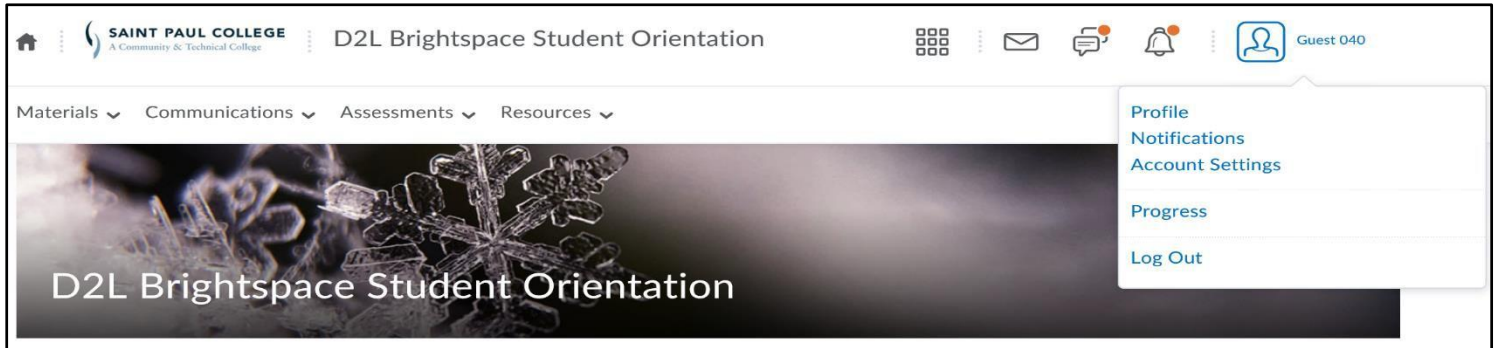 SAINT PAUL COLLEGE
A Community & Technical College
D2L Brightspace Student Orientation
Guest 040
Materials Communications Assessments Resources
Profile
Notifications
Account Settings
Progress
Log Out
D2L Brightspace Student Orientation